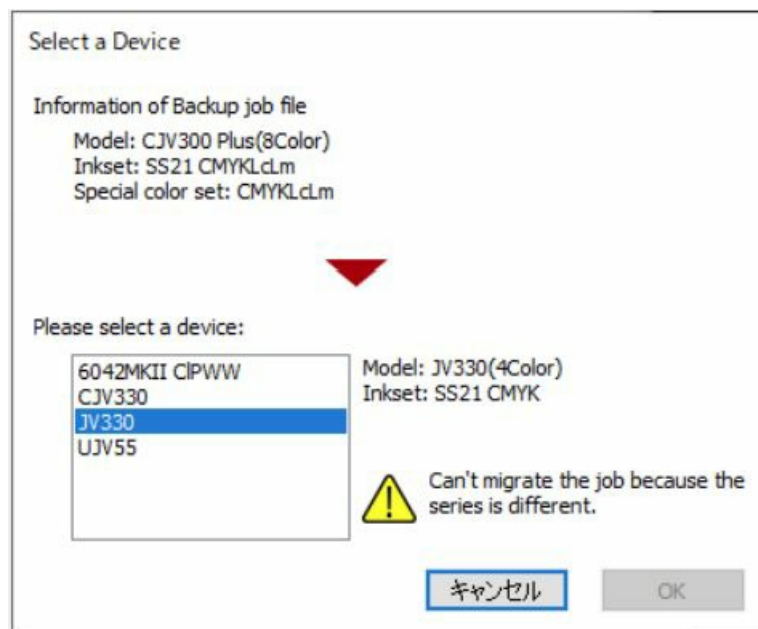 Select a Device
Information of Backup job file
Model: CJV300 Plus(8Color)
Inkset: SS21 CMYKLcLm
Special color set: CMYKLcLm
Please select a device:
6042MKII ClPWW
CJV330
JV330
UJV55
Model: JV330(4Color)
Inkset: SS21 CMYK
Can't migrate the job because the
series is different.
キャンセル
OK